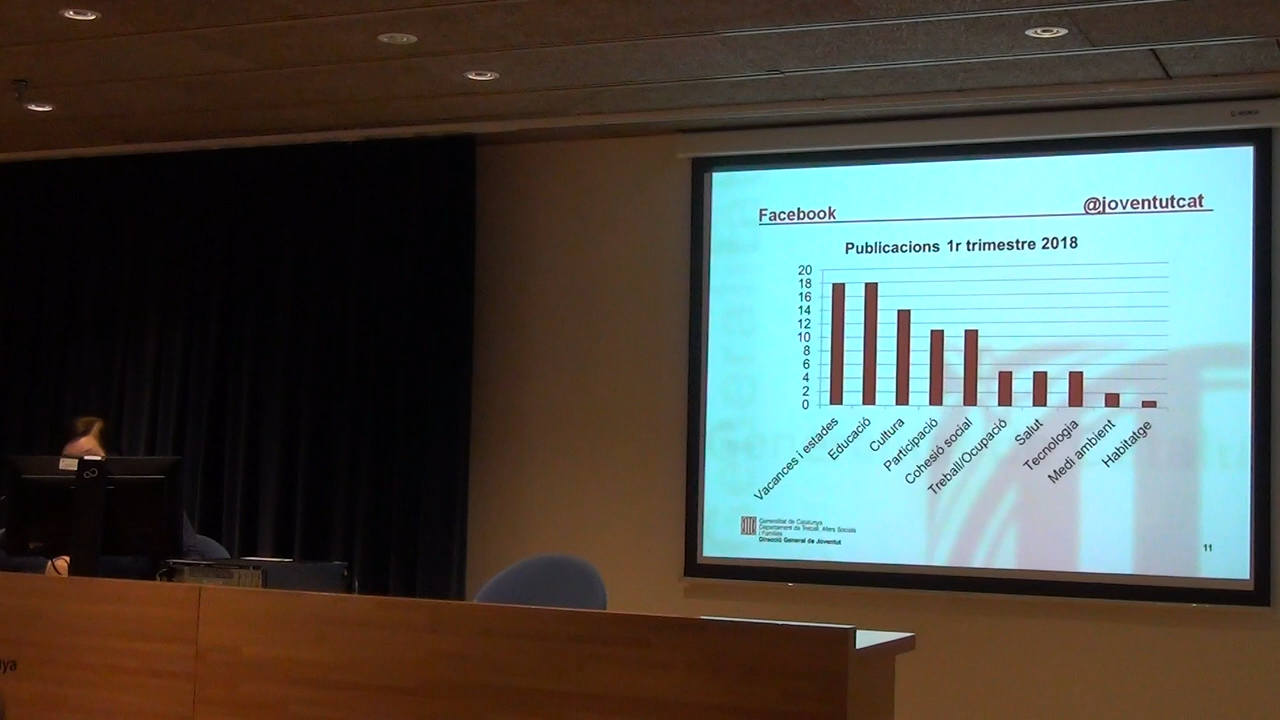 Facebook
@joventutcat
Publicacions 1r trimestre 2018
20
18
16
14
12
10
8
6
4
2
0
Vacances i estades
Educació
Cultura
Participació
Cohesió social
Treball/Ocupació
Salut
Tecnologia
Medi ambient
Habitatge
Generalitat de Catalunya
Departament de Treball, Afers Socials
i Famílies
Direcció General de Joventut
11